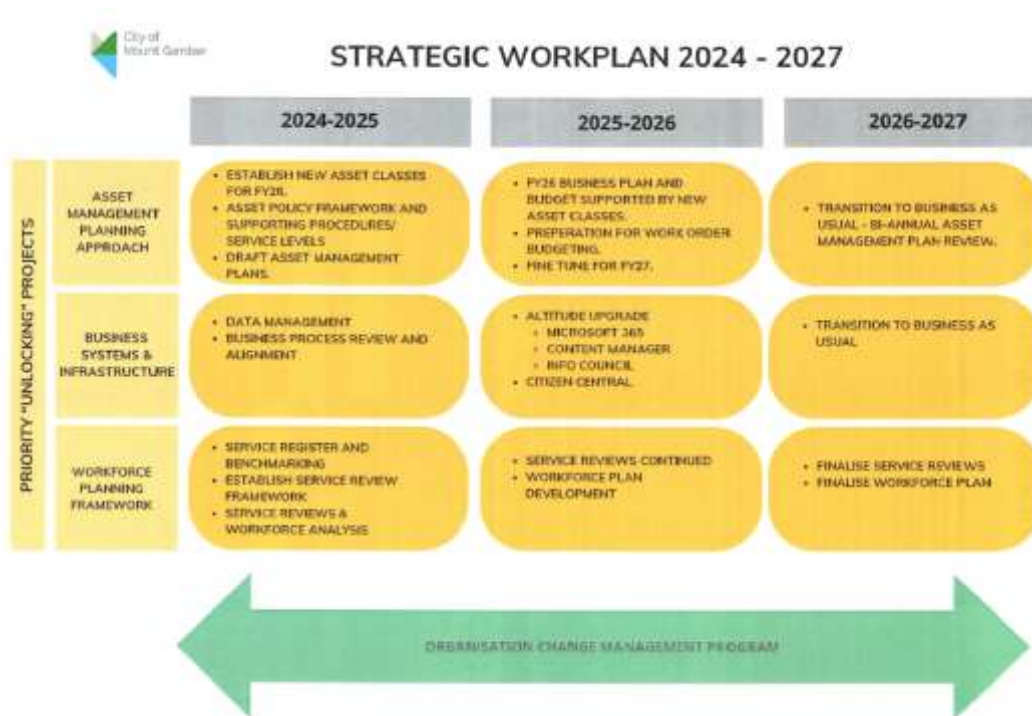 City of
Mount Gambier
STRATEGIC WORKPLAN 2024 - 2027
2024-2025
2025-2026
2026-2027
PRIORITY "UNLOCKING" PROJECTS
ASSET
MANAGEMENT
PLANNING
APPROACH
• ESTABLISH NEW ASSET CLASSES
FOR FY26.
• ASSET POLICY FRAMEWORK AND
SUPPORTING PROCEDURES/
SERVICE LEVELS
• DRAFT ASSET MANAGEMENT
PLANS.
• FY26 BUSINESS PLAN AND
BUDGET SUPPORTED BY NEW
ASSET CLASSES.
• PREPERATION FOR WORK ORDER
BUDGETING.
• FINE TUNE FOR FY27.
• TRANSITION TO BUSINESS AS
USUAL - BI-ANNUAL ASSET
MANAGEMENT PLAN REVIEW.
BUSINESS
SYSTEMS &
INFRASTRUCTURE
• DATA MANAGEMENT
• BUSINESS PROCESS REVIEW AND
ALIGNMENT
• ALTITUDE UPGRADE
○ MICROSOFT 365
○ CONTENT MANAGER
○ INFO COUNCIL
• CITIZEN CENTRAL
• TRANSITION TO BUSINESS AS
USUAL
WORKFORCE
PLANNING
FRAMEWORK
• SERVICE REGISTER AND
BENCHMARKING
• ESTABLISH SERVICE REVIEW
FRAMEWORK
• SERVICE REVIEWS &
WORKFORCE ANALYSIS
• SERVICE REVIEWS CONTINUED
• WORKFORCE PLAN
DEVELOPMENT
• FINALISE SERVICE REVIEWS
• FINALISE WORKFORCE PLAN
ORGANISATION CHANGE MANAGEMENT PROGRAM